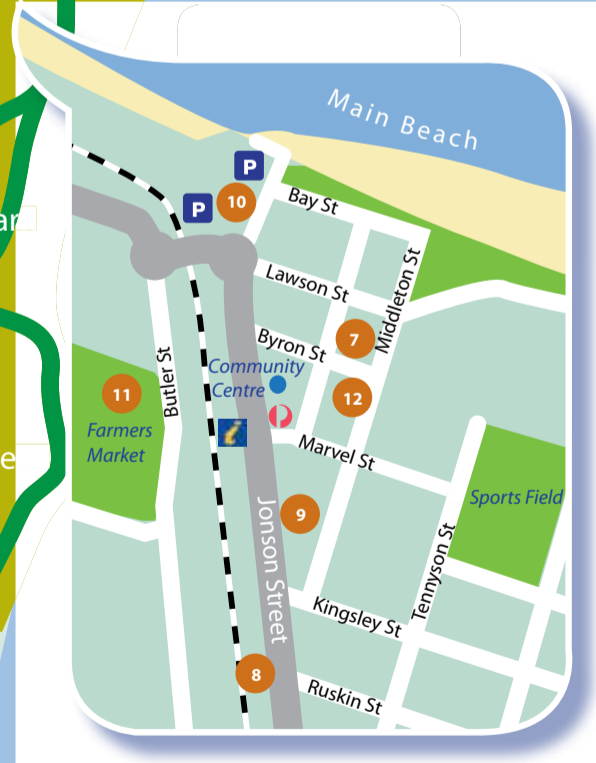 Main Beach
P
P
10
Bay St
ar
Lawson St
Middleton St
7
Byron St
Community
Centre
12
11
Butler St
Farmers
Market
i
Marvel St
e
Sports Field
9
Jonson Street
Tennyson St
Kingsley St
8
Ruskin St